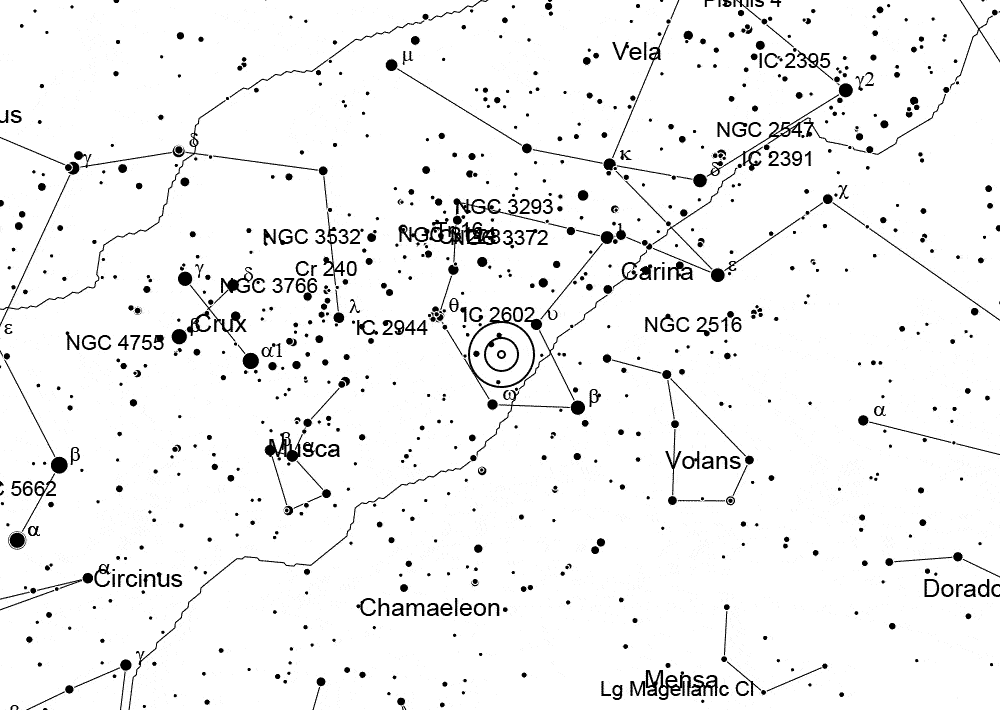 Pismis 4
μ
Vela
IC 2395
γ2
us
NGC 2547
δ
γ
κ
δ
IC 2391
χ
NGC 3293
ι
NGC 3532
NGC 3372
Cr 240
Carina
ε
γ
δ
NGC 3766
λ
θ
IC 2602
υ
ε
β
Crux
IC 2944
NGC 2516
NGC 4755
α1
ω
β
α
β
α
Musca
β
Volans
C 5662
α
α
Circinus
Dorado
Chamaeleon
γ
Mensa
Lg Magellanic Cl
β